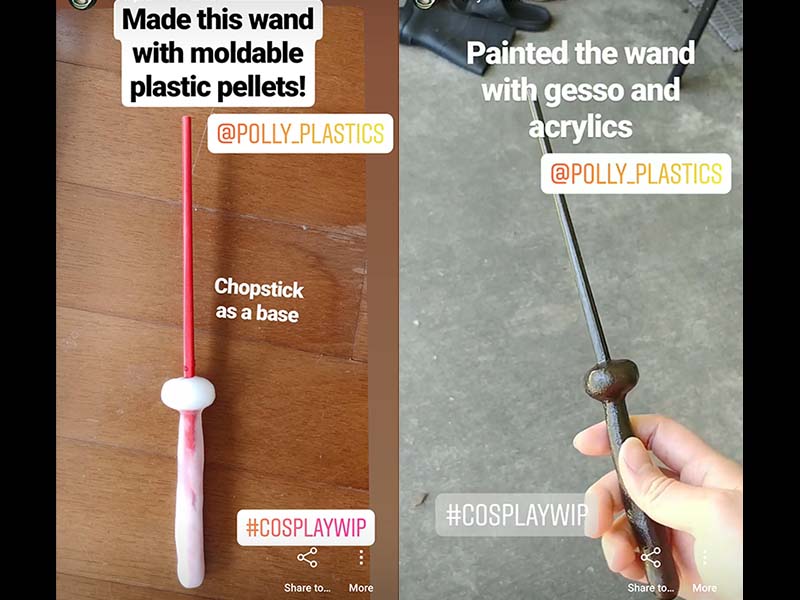 Made this wand
with moldable
plastic pellets!
@POLLY_PLASTICS
Chopstick
as a base
#COSPLAYWIP
Share to...
More
Painted the wand
with gesso and
acrylics
@POLLY_PLASTICS
#COSPLAYWIP
Share to...
More